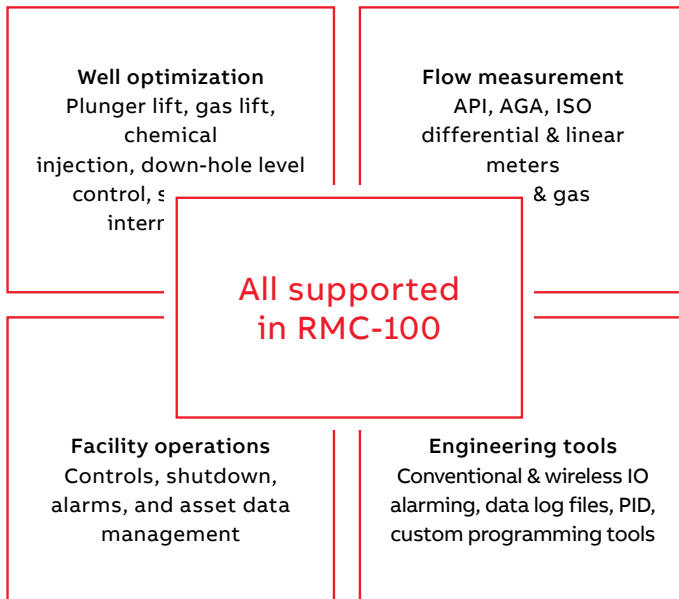 Well optimization
Plunger lift, gas lift,
chemical
injection, down-hole level
control,
Flow measurement
API, AGA, ISO
differential & linear
meters
& gas
All supported
in RMC-100
Facility operations
Controls, shutdown,
alarms, and asset data
management
Engineering tools
Conventional & wireless IO
alarming, data log files, PID,
custom programming tools